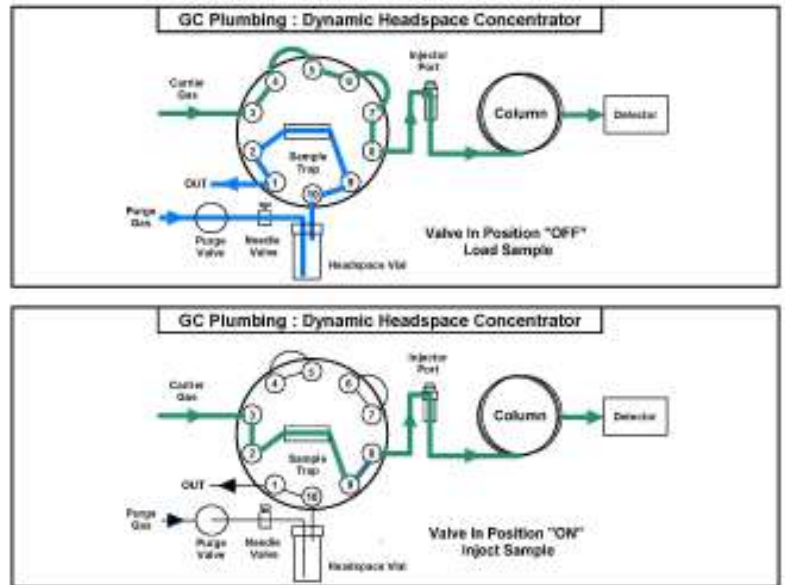 GC Plumbing : Dynamic Headspace Concentrator
Carrier
Gas
Injector
Port
Column
Detector
3
4
5
6
7
8
2
1
10
9
Sample
Trap
OUT
Purge
Gas
Purge
Valve
Needle
Valve
Headspace Vial
Valve In Position "OFF"
Load Sample
GC Plumbing : Dynamic Headspace Concentrator
Carrier
Gas
Injector
Port
Column
Detector
3
4
5
6
7
8
2
1
10
9
Sample
Trap
OUT
Purge
Gas
Purge
Valve
Needle
Valve
Headspace Vial
Valve In Position "ON"
Inject Sample